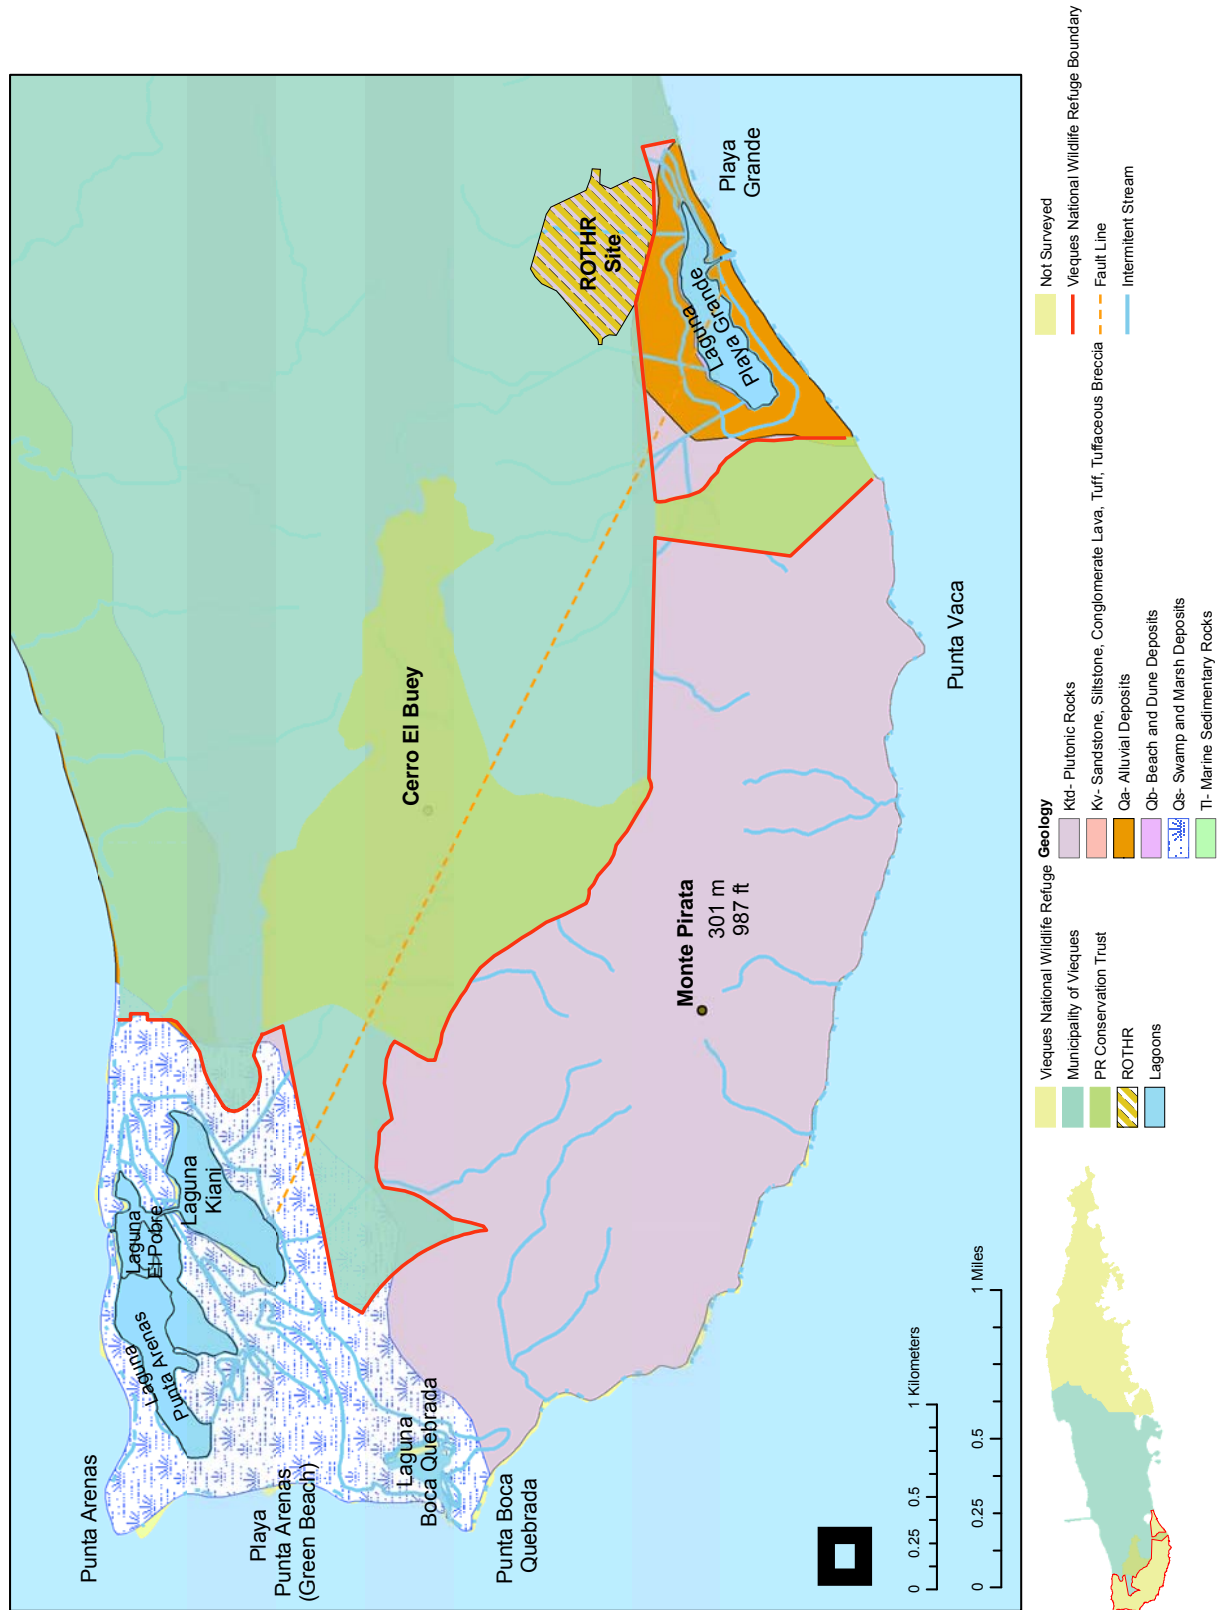 Punta Arenas
Laguna
Punta Arenas
Laguna
El Pobre
Laguna
Kiani
Playa
Punta Arenas
(Green Beach)
Laguna
Boca Quebrada
Punta Boca
Quebrada
Cerro El Buey
Monte Pirata
301 m
987 ft
ROTHR
Site
Laguna
Playa Grande
Playa
Grande
Punta Vaca
0 0.25 0.5 1 Kilometers
0 0.25 0.5 1 Miles
Vieques National Wildlife Refuge
Municipality of Vieques
PR Conservation Trust
ROTHR
Lagoons
Geology
Ktd- Plutonic Rocks
Kv- Sandstone, Siltstone, Conglomerate Lava, Tuff, Tuffaceous Breccia
Qa- Alluvial Deposits
Qb- Beach and Dune Deposits
Qs- Swamp and Marsh Deposits
Tl- Marine Sedimentary Rocks
Not Surveyed
Vieques National Wildlife Refuge Boundary
Fault Line
Intermitent Stream